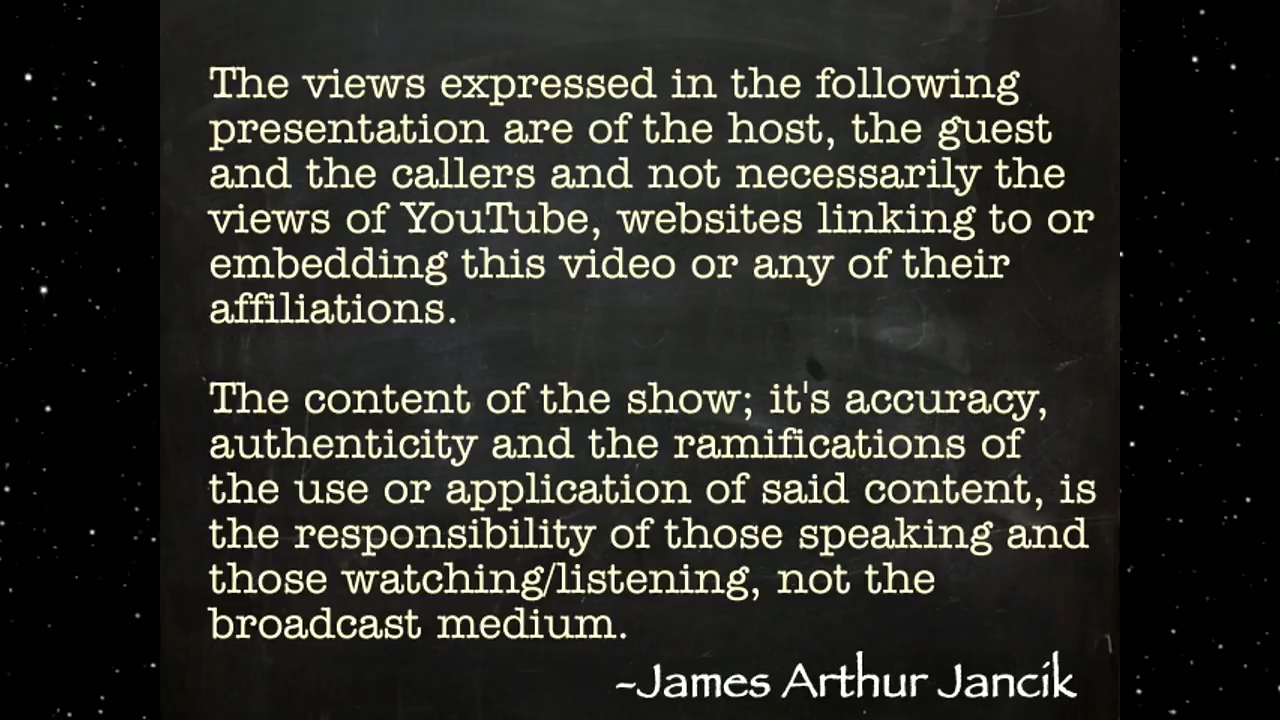 The views expressed in the following
presentation are of the host, the guest
and the callers and not necessarily the
views of YouTube, websites linking to or
embedding this video or any of their
affiliations.
The content of the show; it's accuracy,
authenticity and the ramifications of
the use or application of said content, is
the responsibility of those speaking and
those watching/listening, not the
broadcast medium.
-James Arthur Jancik